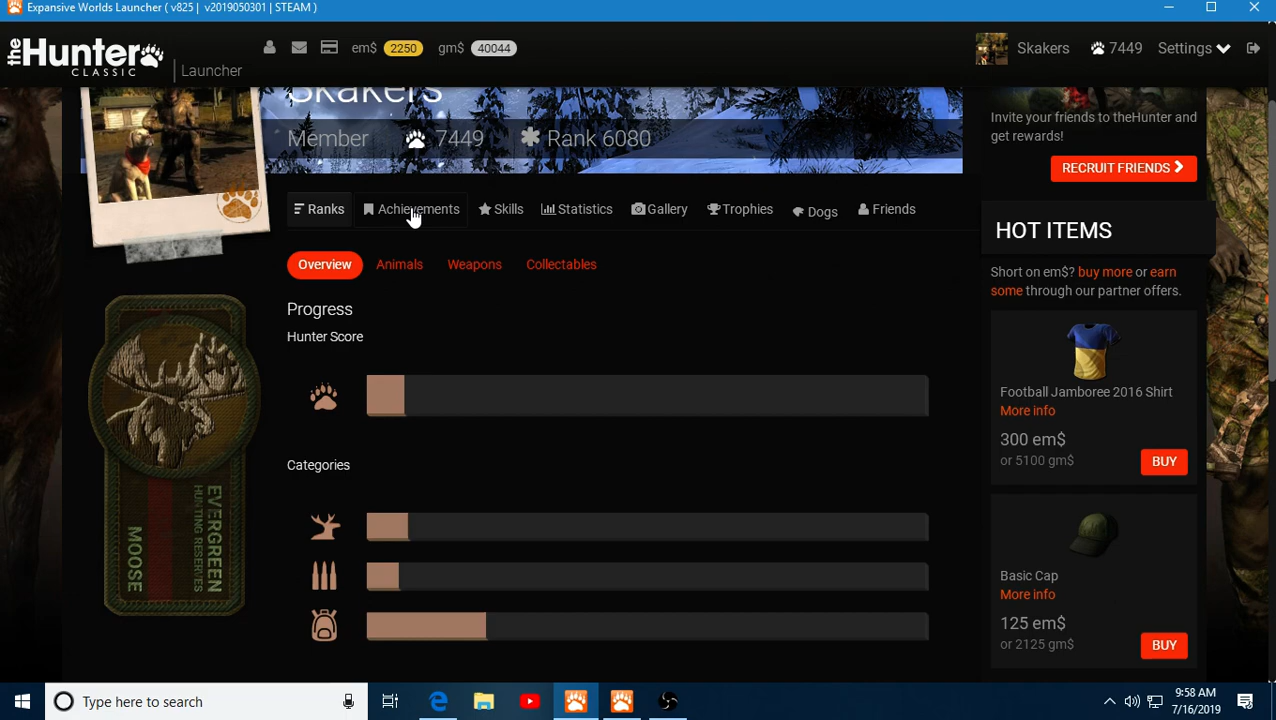 Expansive Worlds Launcher ( v825 | v2019050301 | STEAM )
theHunter
CLASSIC
Launcher
em$ 2250 gm$ 40044
Skakers 7449 Settings
Skakers
Member 7449 Rank 6080
Ranks Achievements Skills Statistics Gallery Trophies Dogs Friends
Overview Animals Weapons Collectables
Progress
Hunter Score
Categories
EVERGREEN
HUNTING RESERVES
MOOSE
Invite your friends to theHunter and
get rewards!
RECRUIT FRIENDS
HOT ITEMS
Short on em$? buy more or earn
some through our partner offers.
Football Jamboree 2016 Shirt
More info
300 em$
or 5100 gm$
BUY
Basic Cap
More info
125 em$
or 2125 gm$
BUY
Type here to search
9:58 AM
7/16/2019